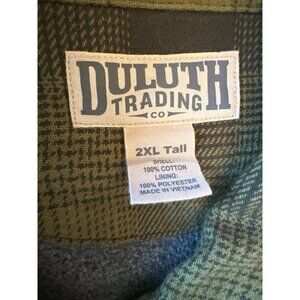 DULUTH
TRADING
CO
2XL Tall
SHELL:
100% COTTON
LINING:
100% POLYESTER
MADE IN VIETNAM